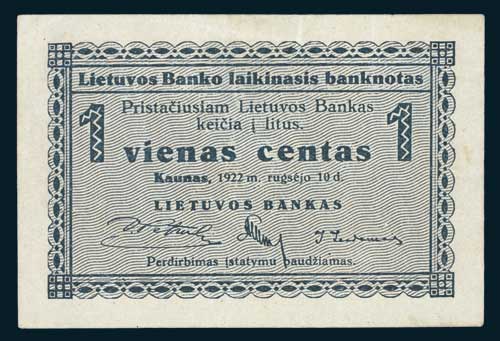 Lietuvos Banko laikinasis banknotas
Pristačiusiam Lietuvos Bankas
keičia į litus.
1 vienas centas 1
Kaunas, 1922 m. rugsėjo 10 d.
LIETUVOS BANKAS
Perdirbimas įstatymu baudžiamas.